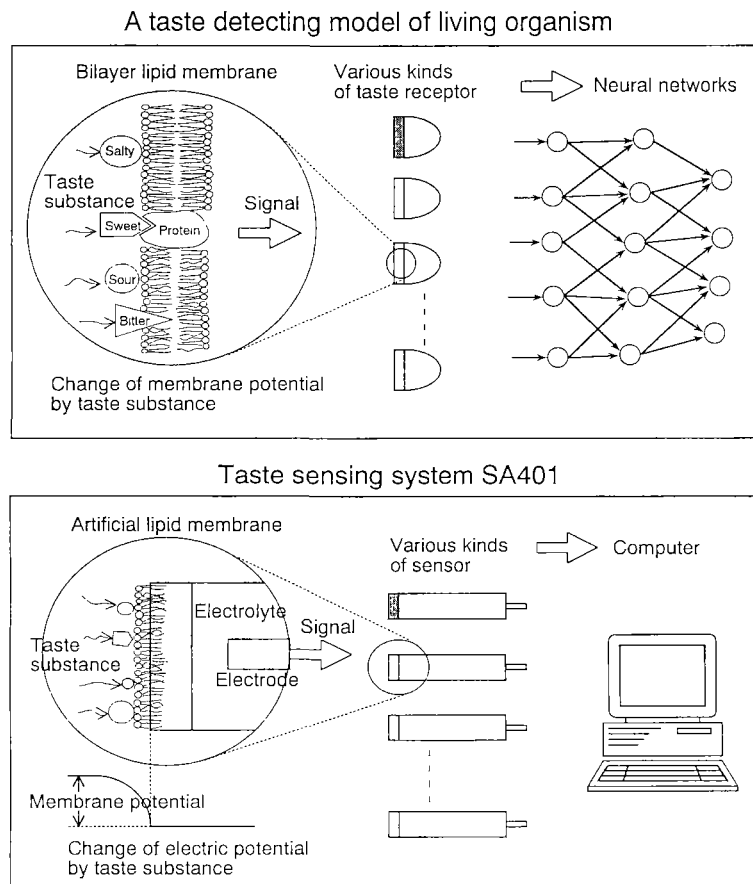 A taste detecting model of living organism
Bilayer lipid membrane
Various kinds
of taste receptor
Neural networks
Salty
Taste
substance
Sweet
Protein
Signal
Sour
Bitter
Change of membrane potential
by taste substance
Taste sensing system SA401
Artificial lipid membrane
Various kinds
of sensor
Computer
Electrolyte
Signal
Taste
substance
Electrode
Membrane potential
Change of electric potential
by taste substance